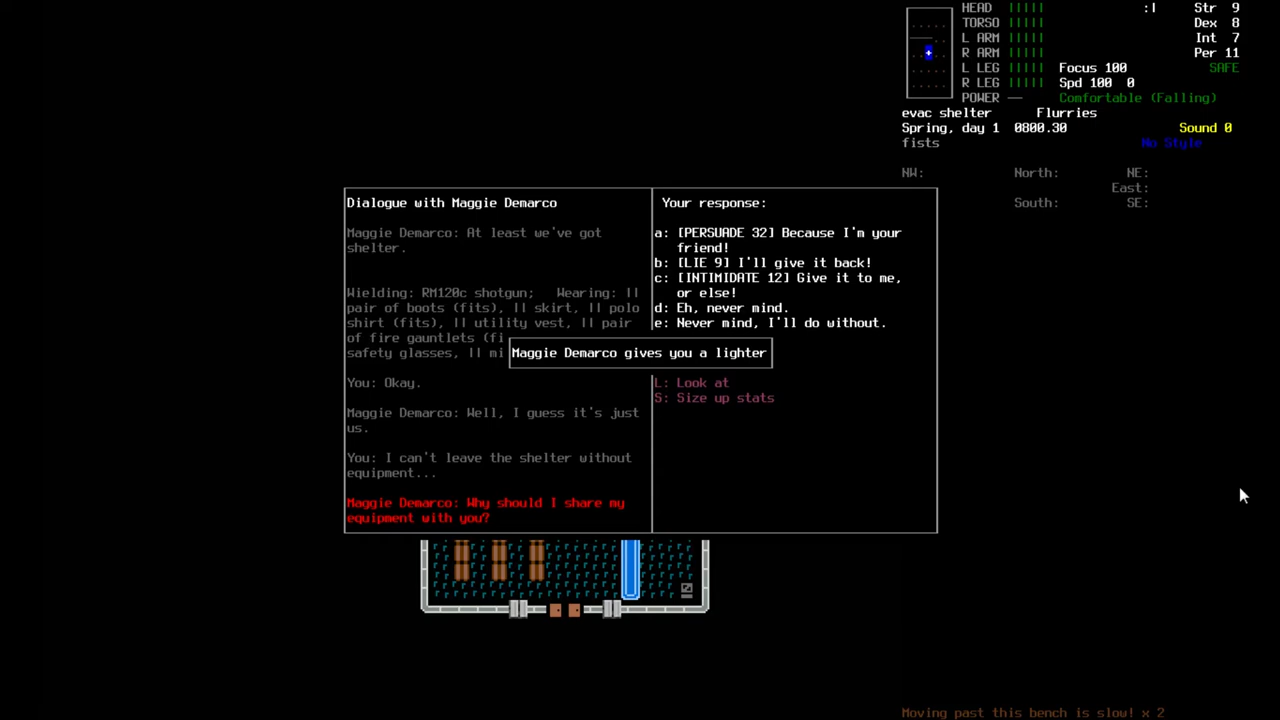 HEAD ||||| :| Str 9
TORSO ||||| Dex 8
L ARM ||||| Int 7
R ARM ||||| Per 11
L LEG ||||| Focus 100 SAFE
R LEG ||||| Spd 100 0
POWER -- Comfortable (Falling)
evac shelter Flurries
Spring, day 1 0800.30 Sound 0
fists No Style
NW: North: NE:
East:
South: SE:
Dialogue with Maggie Demarco
Maggie Demarco: At least we've got
shelter.
Wielding: RM120c shotgun; Wearing: ||
pair of boots (fits), || skirt, || polo
shirt (fits), || utility vest, || pair
of fire gauntlets (fi
safety glasses, || mi
You: Okay.
Maggie Demarco: Well, I guess it's just
us.
You: I can't leave the shelter without
equipment...
Maggie Demarco: Why should I share my
equipment with you?
Your response:
a: [PERSUADE 32] Because I'm your
friend!
b: [LIE 9] I'll give it back!
c: [INTIMIDATE 12] Give it to me,
or else!
d: Eh, never mind.
e: Never mind, I'll do without.
Maggie Demarco gives you a lighter
L: Look at
S: Size up stats
Moving past this bench is slow! x 2